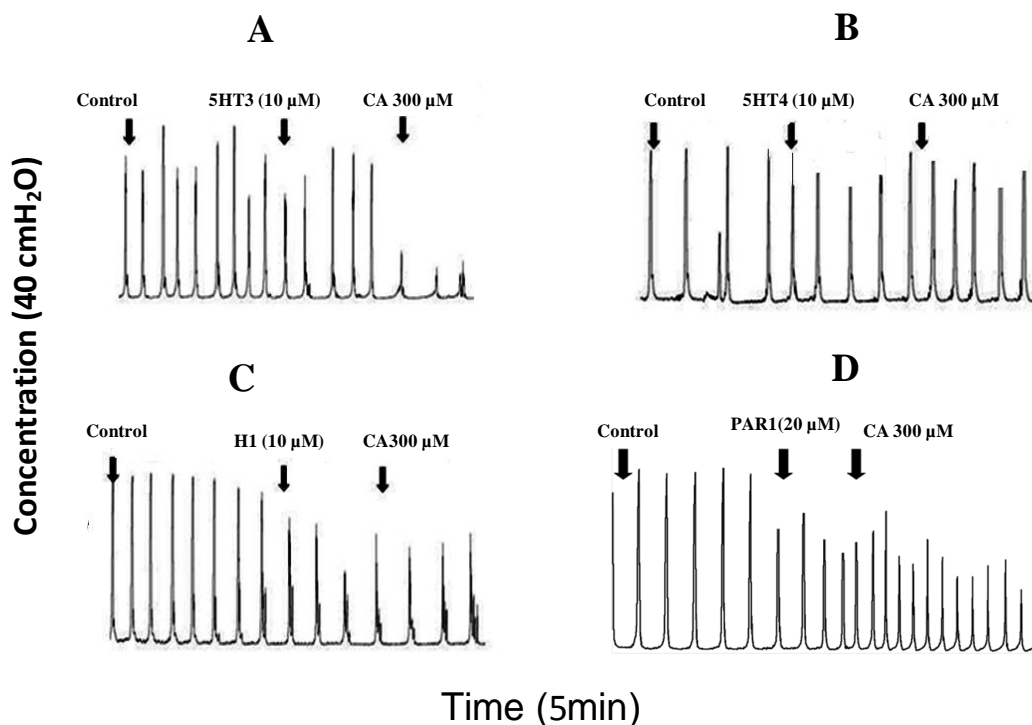 A
Control 5HT3 (10 µM) CA 300 µM
B
Control 5HT4 (10 µM) CA 300 µM
C
Control H1 (10 µM) CA300 µM
D
Control PAR1(20 µM) CA 300 µM
Concentration (40 cmH₂O)
Time (5min)